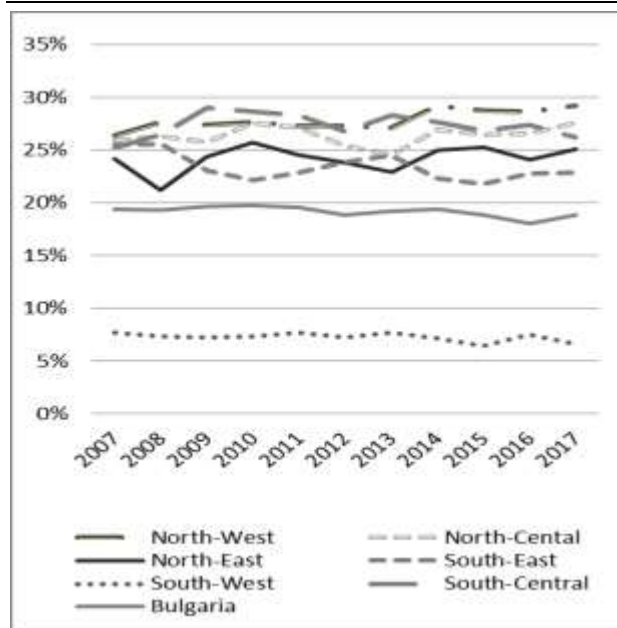 35%
30%
25%
20%
15%
10%
5%
0%
2007 2008 2009 2010 2011 2012 2013 2014 2015 2016 2017
North-West North-Cental
North-East South-East
South-West South-Central
Bulgaria